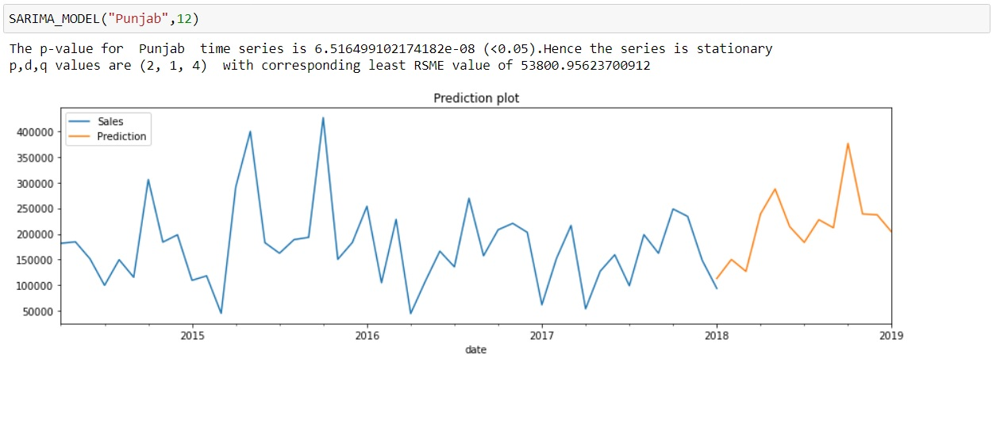 SARIMA_MODEL("Punjab",12)
The p-value for  Punjab  time series is 6.516499102174182e-08 (<0.05).Hence the series is stationary
p,d,q values are (2, 1, 4)  with corresponding least RSME value of 53800.95623700912
Prediction plot
Sales
Prediction
400000
350000
300000
250000
200000
150000
100000
50000
2015 2016 2017 2018 2019
date